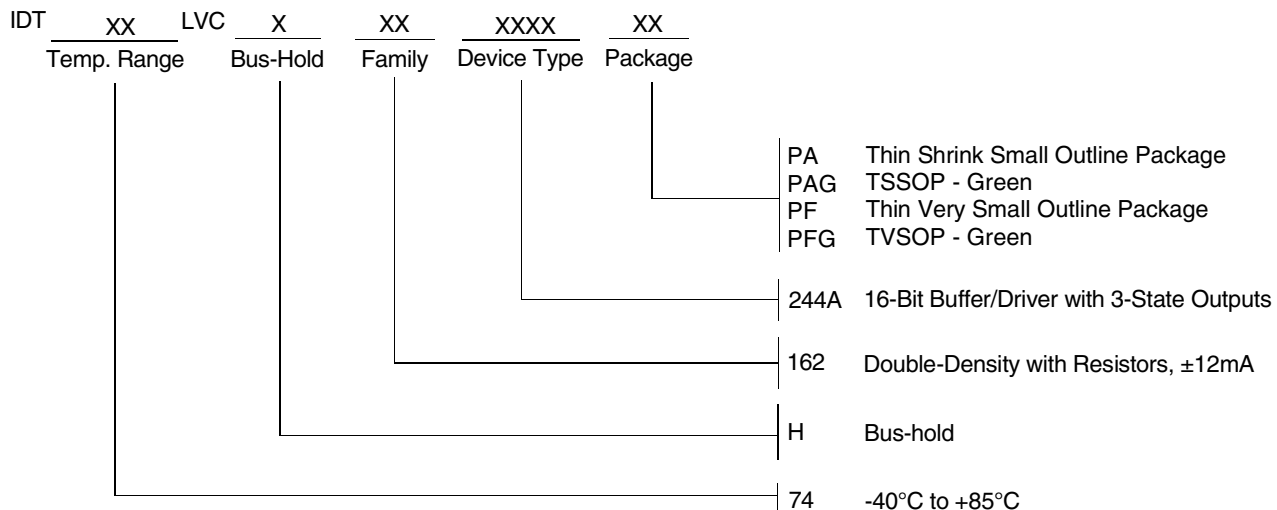 IDT XX LVC X XX XXXX XX
Temp. Range Bus-Hold Family Device Type Package
PA Thin Shrink Small Outline Package
PAG TSSOP - Green
PF Thin Very Small Outline Package
PFG TVSOP - Green
244A 16-Bit Buffer/Driver with 3-State Outputs
162 Double-Density with Resistors, ±12mA
H Bus-hold
74 -40°C to +85°C